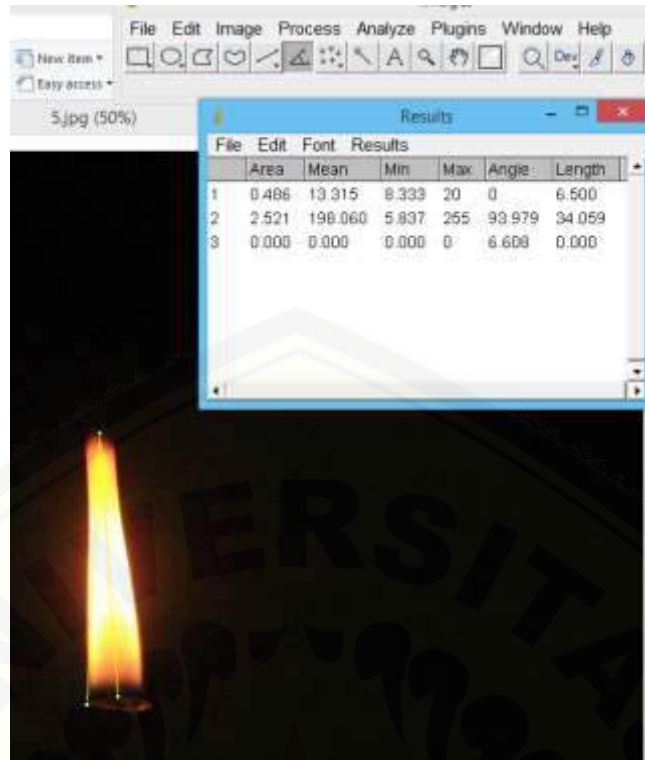 File Edit Image Process Analyze Plugins Window Help
New item
Easy access
A
Dev
5.jpg (50%)
Results
File Edit Font Results
Area Mean Min Max Angle Length
1 0.486 13.315 8.333 20 0 6.500
2 2.521 198.060 5.837 255 93.979 34.059
3 0.000 0.000 0.000 0 6.608 0.000
UNIVERSITA